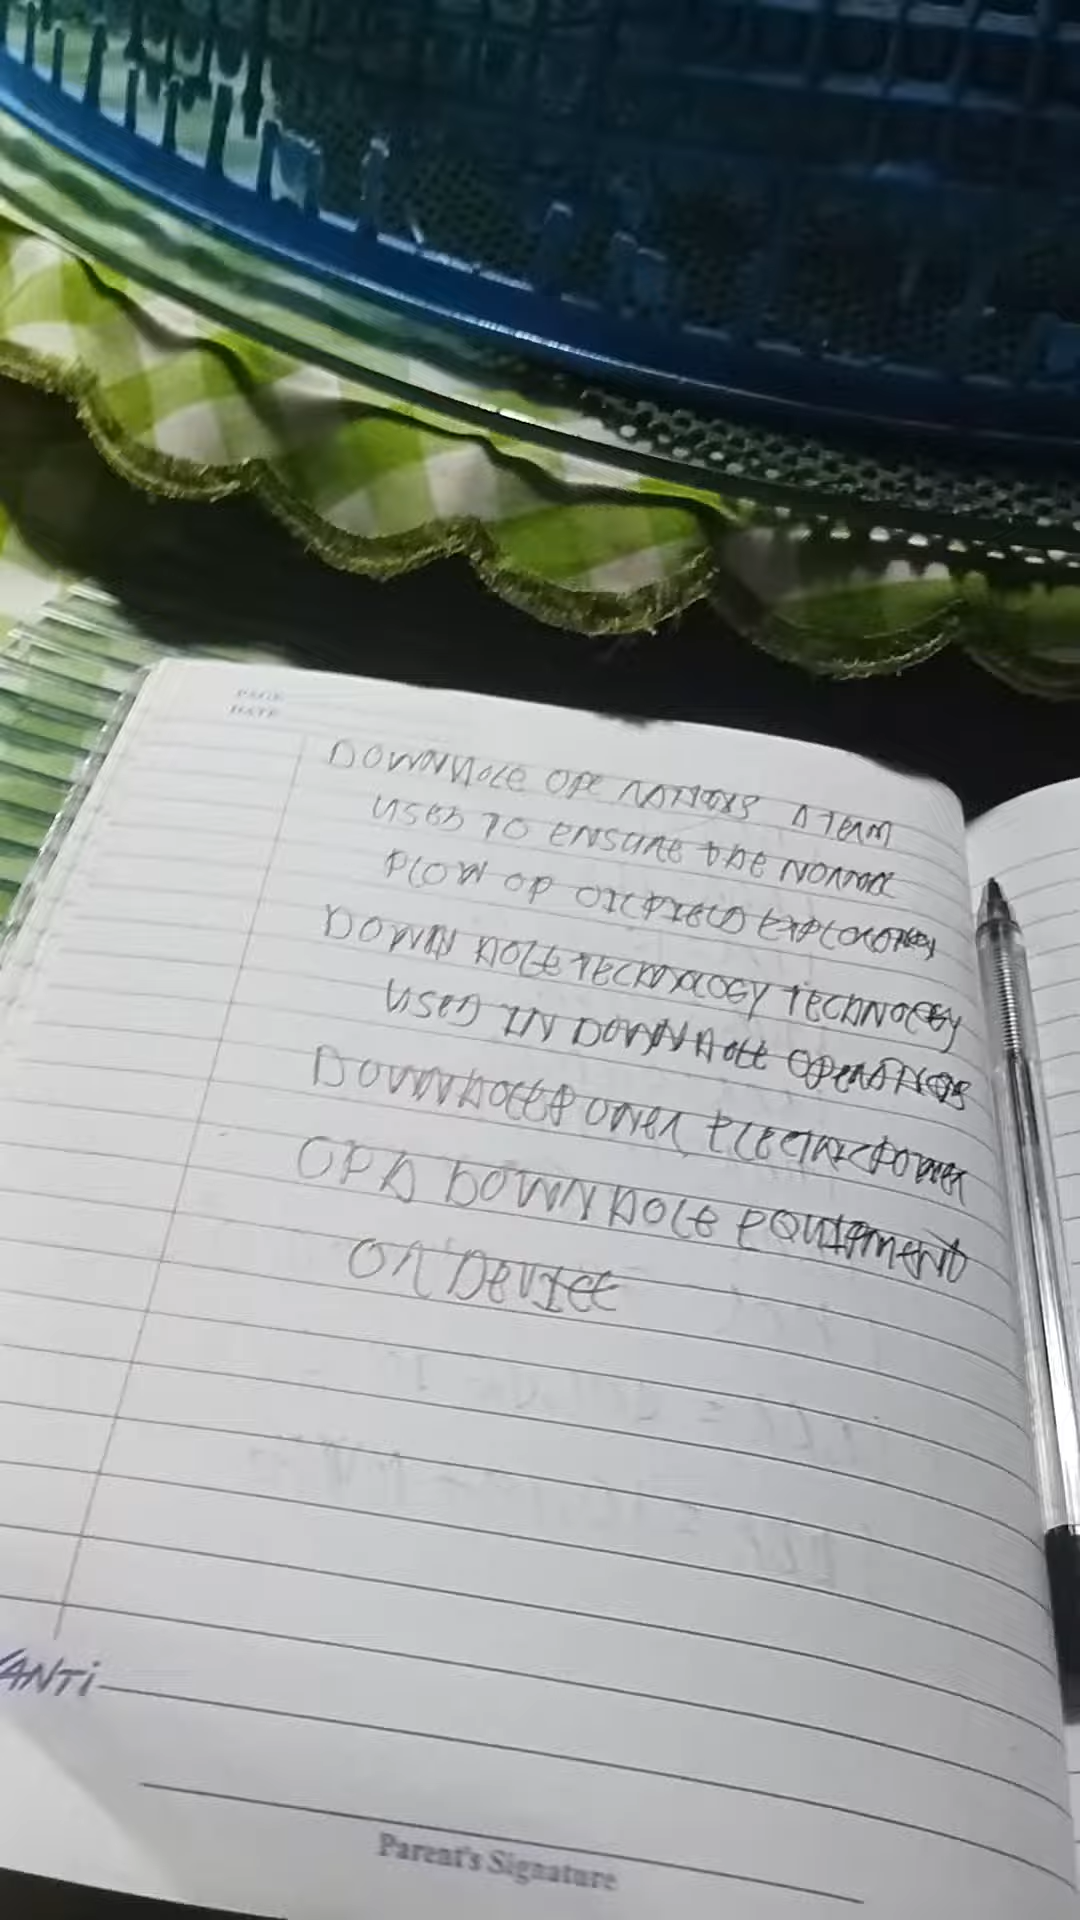 PAGE
DATE
DOWNHOLE OPERATIONS A TERM
USED TO ENSURE THE NORMAL
FLOW OF OILFIELD EXPLORATION
DOWN HOLE TECHNOLOGY TECHNOLOGY
USED IN DOWNHOLE OPERATIONS
DOWNHOLE POWER ELECTRIC POWER
OF A DOWNHOLE EQUIPMENT
OR DEVICE
ANTi
Parent's Signature